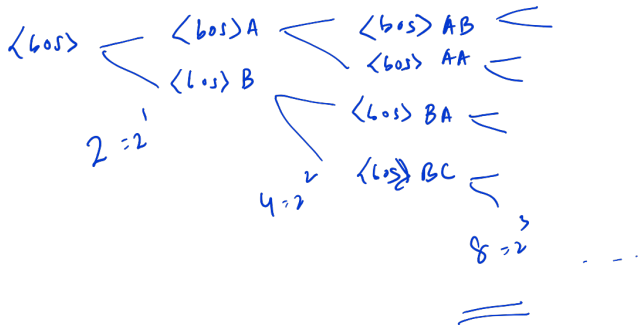 <bos>
<bos> A
<bos> AB
<bos> AA
<bos> B
<bos> BA
2 = 2^1
<bos> BC
4 = 2^2
8 = 2^3
. - - .